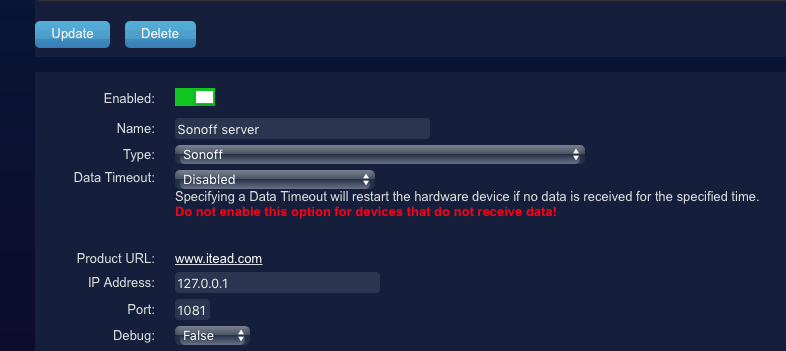 Update Delete
Enabled:
Name: Sonoff server
Type: Sonoff
Data Timeout: Disabled
Specifying a Data Timeout will restart the hardware device if no data is received for the specified time.
Do not enable this option for devices that do not receive data!
Product URL: www.itead.com
IP Address: 127.0.0.1
Port: 1081
Debug: False